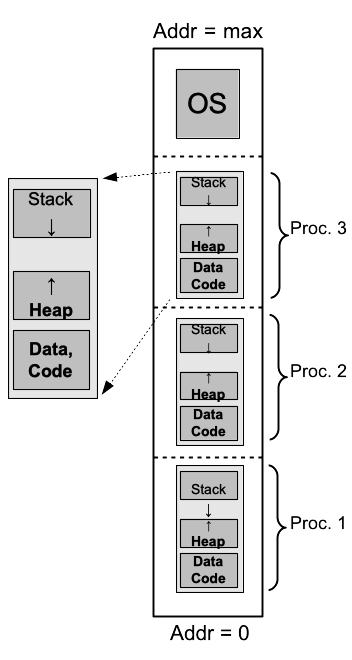 Addr = max
OS
Stack
↓
↑
Heap
Data,
Code
Stack
↓
↑
Heap
Data
Code
Proc. 3
Stack
↓
↑
Heap
Data
Code
Proc. 2
Stack
↓
↑
Heap
Data
Code
Proc. 1
Addr = 0